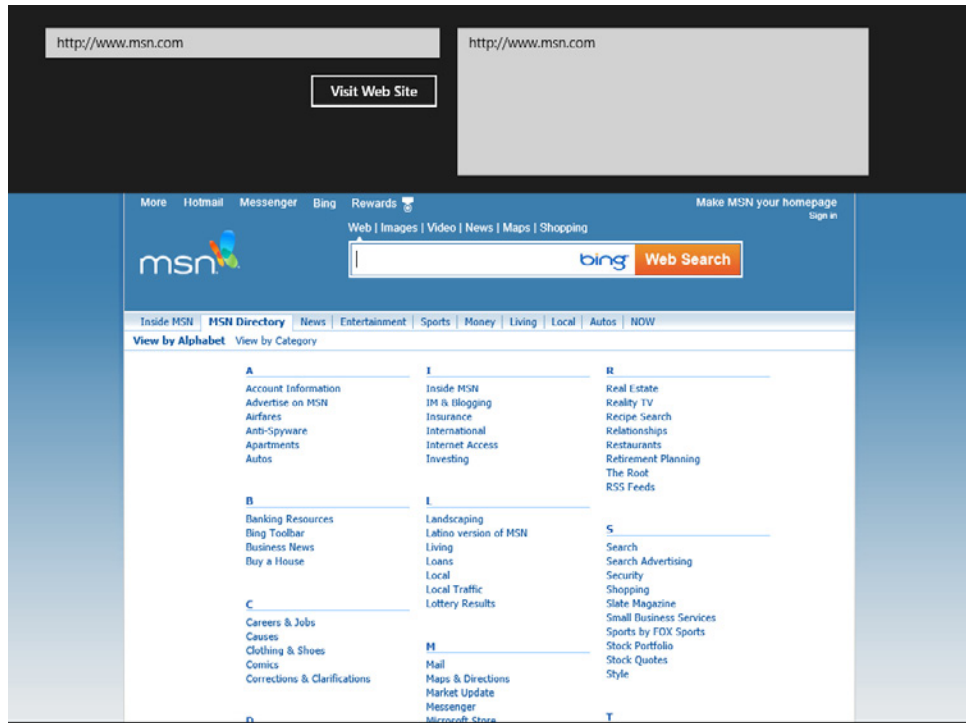 http://www.msn.com
http://www.msn.com
Visit Web Site
More Hotmail Messenger Bing Rewards
Make MSN your homepage
Sign in
Web | Images | Video | News | Maps | Shopping
msn
bing Web Search
Inside MSN | MSN Directory | News | Entertainment | Sports | Money | Living | Local | Autos | NOW
View by Alphabet View by Category
A
Account Information
Advertise on MSN
Airfares
Anti-Spyware
Apartments
Autos
B
Banking Resources
Bing Toolbar
Business News
Buy a House
C
Careers & Jobs
Causes
Clothing & Shoes
Comics
Corrections & Clarifications
D
I
Inside MSN
IM & Blogging
Insurance
International
Internet Access
Investing
L
Landscaping
Latino version of MSN
Living
Loans
Local
Local Traffic
Lottery Results
M
Mail
Maps & Directions
Market Update
Messenger
Microsoft Store
R
Real Estate
Reality TV
Recipe Search
Relationships
Restaurants
Retirement Planning
The Root
RSS Feeds
S
Search
Search Advertising
Security
Shopping
Slate Magazine
Small Business Services
Sports by FOX Sports
Stock Portfolio
Stock Quotes
Style
T